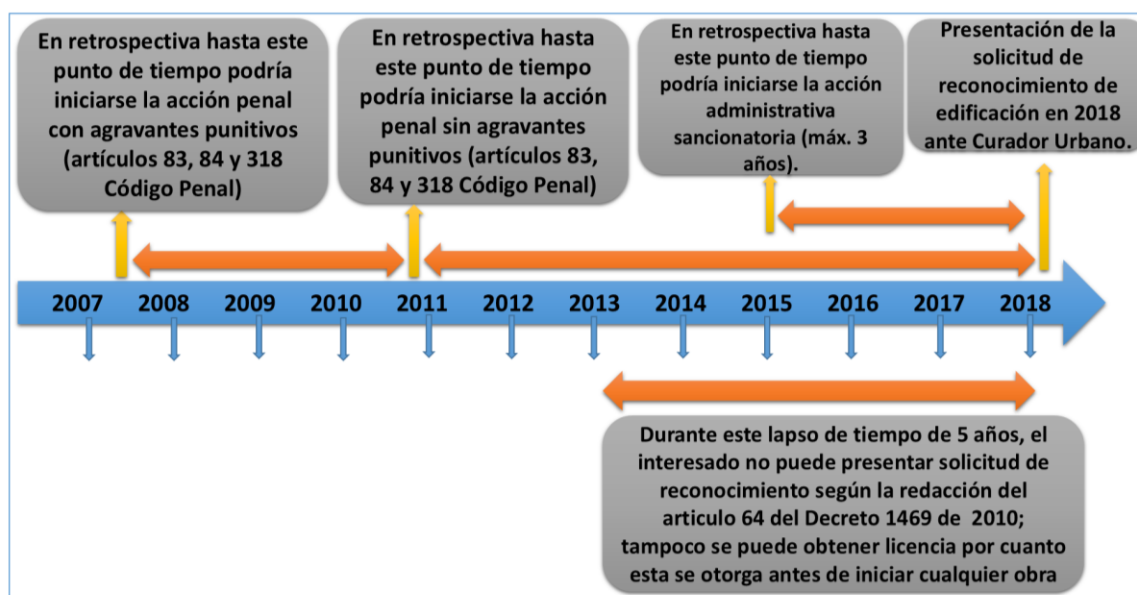 En retrospectiva hasta este
punto de tiempo podría
iniciarse la acción penal
con agravantes punitivos
(artículos 83, 84 y 318
Código Penal)
En retrospectiva hasta
este punto de tiempo
podría iniciarse la acción
penal sin agravantes
punitivos (artículos 83,
84 y 318 Código Penal)
En retrospectiva hasta
este punto de tiempo
podría iniciarse la acción
administrativa
sancionatoria (máx. 3
años).
Presentación de la
solicitud de
reconocimiento de
edificación en 2018
ante Curador Urbano.
2007 2008 2009 2010 2011 2012 2013 2014 2015 2016 2017 2018
Durante este lapso de tiempo de 5 años, el
interesado no puede presentar solicitud de
reconocimiento según la redacción del
articulo 64 del Decreto 1469 de 2010;
tampoco se puede obtener licencia por cuanto
esta se otorga antes de iniciar cualquier obra